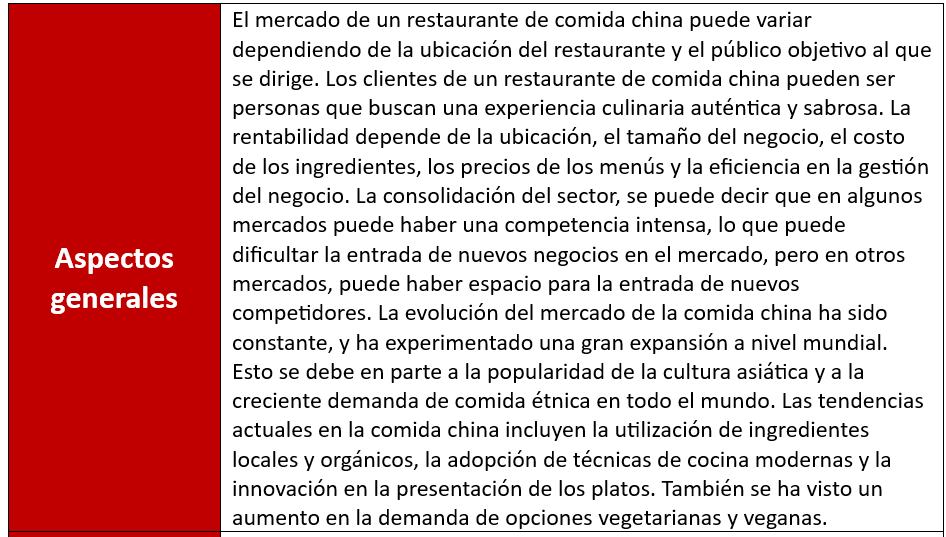 Aspectos
generales
El mercado de un restaurante de comida china puede variar
dependiendo de la ubicación del restaurante y el público objetivo al que
se dirige. Los clientes de un restaurante de comida china pueden ser
personas que buscan una experiencia culinaria auténtica y sabrosa. La
rentabilidad depende de la ubicación, el tamaño del negocio, el costo
de los ingredientes, los precios de los menús y la eficiencia en la gestión
del negocio. La consolidación del sector, se puede decir que en algunos
mercados puede haber una competencia intensa, lo que puede
dificultar la entrada de nuevos negocios en el mercado, pero en otros
mercados, puede haber espacio para la entrada de nuevos
competidores. La evolución del mercado de la comida china ha sido
constante, y ha experimentado una gran expansión a nivel mundial.
Esto se debe en parte a la popularidad de la cultura asiática y a la
creciente demanda de comida étnica en todo el mundo. Las tendencias
actuales en la comida china incluyen la utilización de ingredientes
locales y orgánicos, la adopción de técnicas de cocina modernas y la
innovación en la presentación de los platos. También se ha visto un
aumento en la demanda de opciones vegetarianas y veganas.